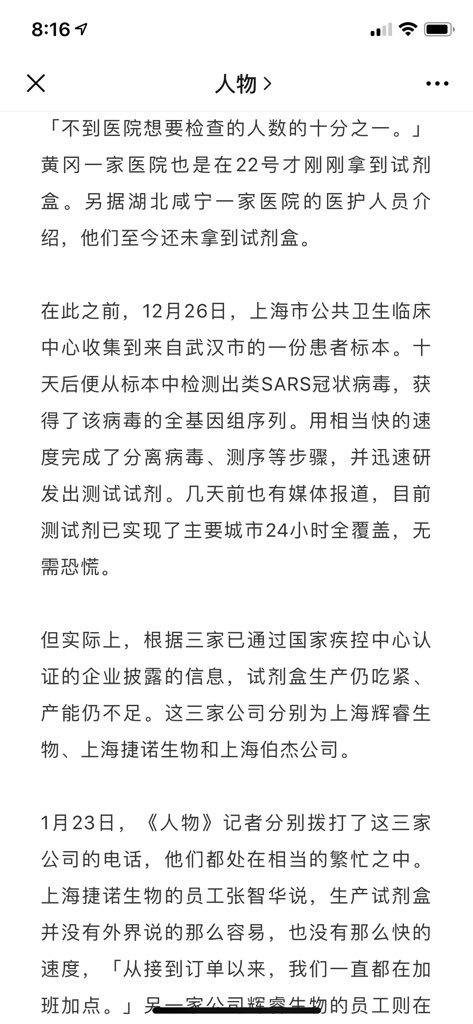 8:16
人物
「不到医院想要检查的人数的十分之一。」
黄冈一家医院也是在22号才刚刚拿到试剂
盒。另据湖北咸宁一家医院的医护人员介
绍，他们至今还未拿到试剂盒。
在此之前，12月26日，上海市公共卫生临床
中心收集到来自武汉市的一份患者标本。十
天后便从标本中检测出类SARS冠状病毒，获
得了该病毒的全基因组序列。用相当快的速
度完成了分离病毒、测序等步骤，并迅速研
发出测试试剂。几天前也有媒体报道，目前
测试剂已实现了主要城市24小时全覆盖，无
需恐慌。
但实际上，根据三家已通过国家疾控中心认
证的企业披露的信息，试剂盒生产仍吃紧、
产能仍不足。这三家公司分别为上海辉睿生
物、上海捷诺生物和上海伯杰公司。
1月23日，《人物》记者分别拨打了这三家
公司的电话，他们都处在相当的繁忙之中。
上海捷诺生物的员工张智华说，生产试剂盒
并没有外界说的那么容易，也没有那么快的
速度，「从接到订单以来，我们一直都在加
班加点。」另一家公司辉睿生物的员工则在